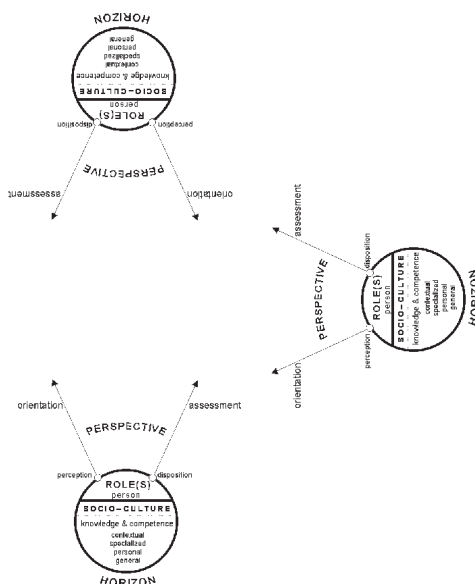 HORIZON
general
personal
specialized
contextual
knowledge & competence
SOCIO-CULTURE
person
ROLE(S)
disposition
perception
PERSPECTIVE
assessment
orientation
assessment
disposition
PERSPECTIVE
ROLE(S)
person
SOCIO-CULTURE
knowledge & competence
contextual
specialized
personal
general
HORIZON
perception
orientation
orientation
assessment
PERSPECTIVE
perception
disposition
ROLE(S)
person
SOCIO-CULTURE
knowledge & competence
contextual
specialized
personal
general
HORIZON